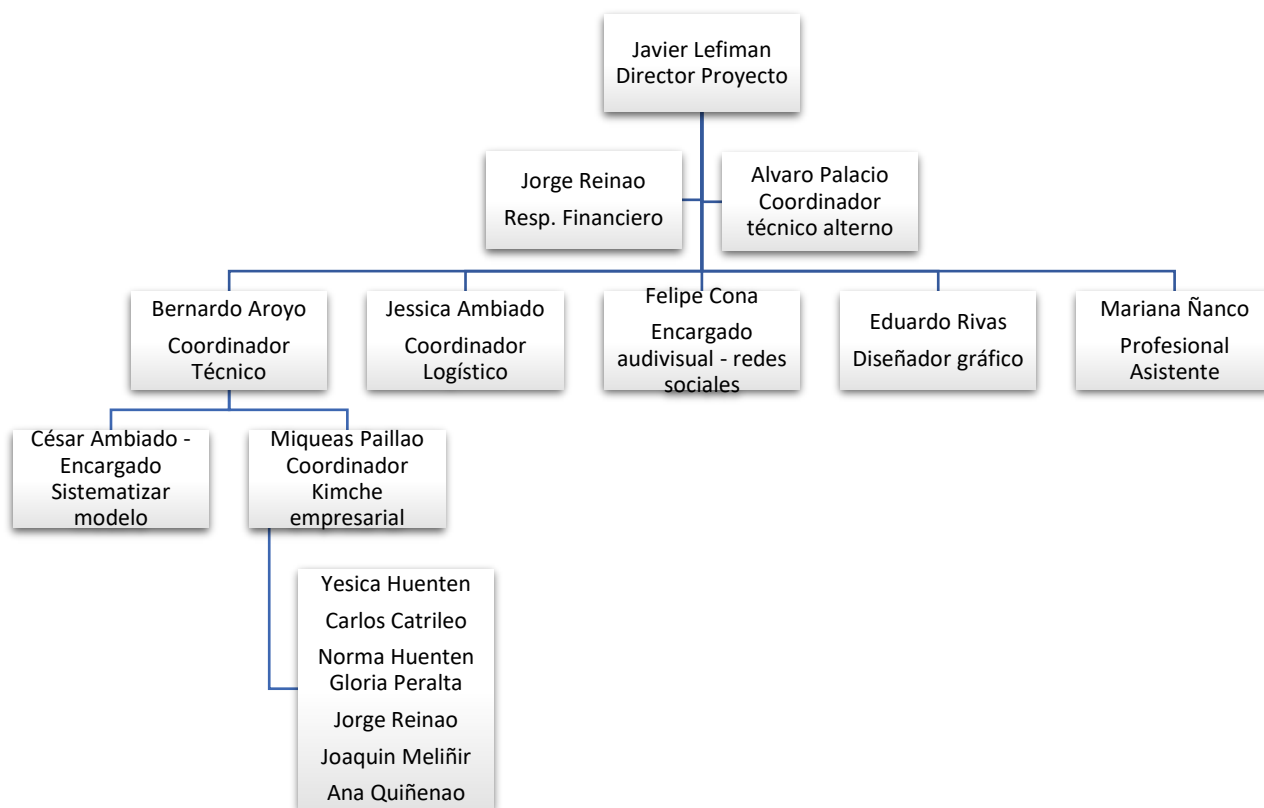 Javier Lefiman
Director Proyecto
Jorge Reinao
Resp. Financiero
Alvaro Palacio
Coordinador
técnico alterno
Bernardo Aroyo
Coordinador
Técnico
Jessica Ambiado
Coordinador
Logístico
Felipe Cona
Encargado
audivisual - redes
sociales
Eduardo Rivas
Diseñador gráfico
Mariana Ñanco
Profesional
Asistente
César Ambiado -
Encargado
Sistematizar
modelo
Miqueas Paillao
Coordinador
Kimche
empresarial
Yesica Huenten
Carlos Catrileo
Norma Huenten
Gloria Peralta
Jorge Reinao
Joaquin Meliñir
Ana Quiñenao